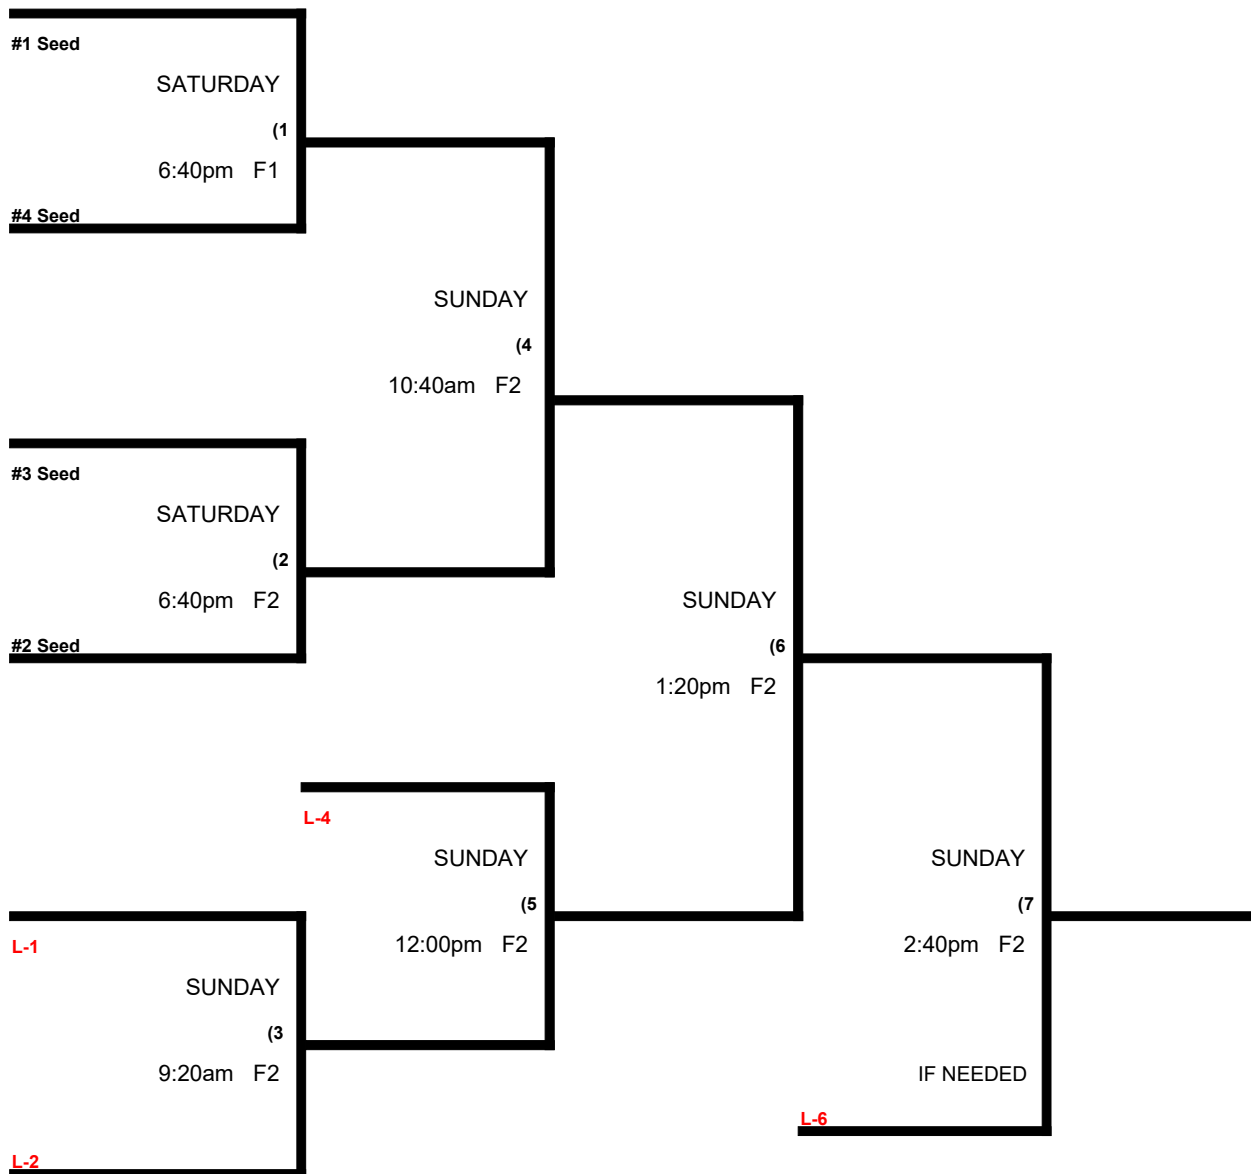 #1 Seed
SATURDAY
(1
6:40pm F1
#4 Seed
SUNDAY
(4
10:40am F2
#3 Seed
SATURDAY
(2
6:40pm F2
#2 Seed
SUNDAY
(6
1:20pm F2
L-4
SUNDAY
(5
12:00pm F2
SUNDAY
(7
2:40pm F2
IF NEEDED
L-6
L-1
SUNDAY
(3
9:20am F2
L-2